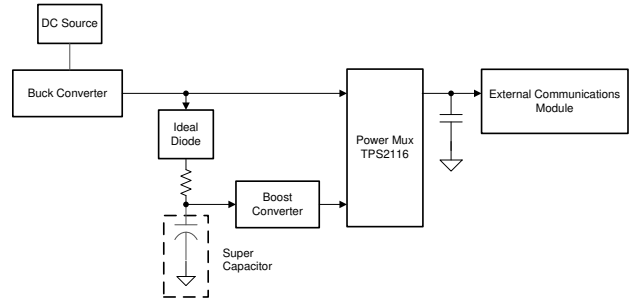 DC Source
Buck Converter
Ideal
Diode
Boost
Converter
Super
Capacitor
Power Mux
TPS2116
External Communications
Module